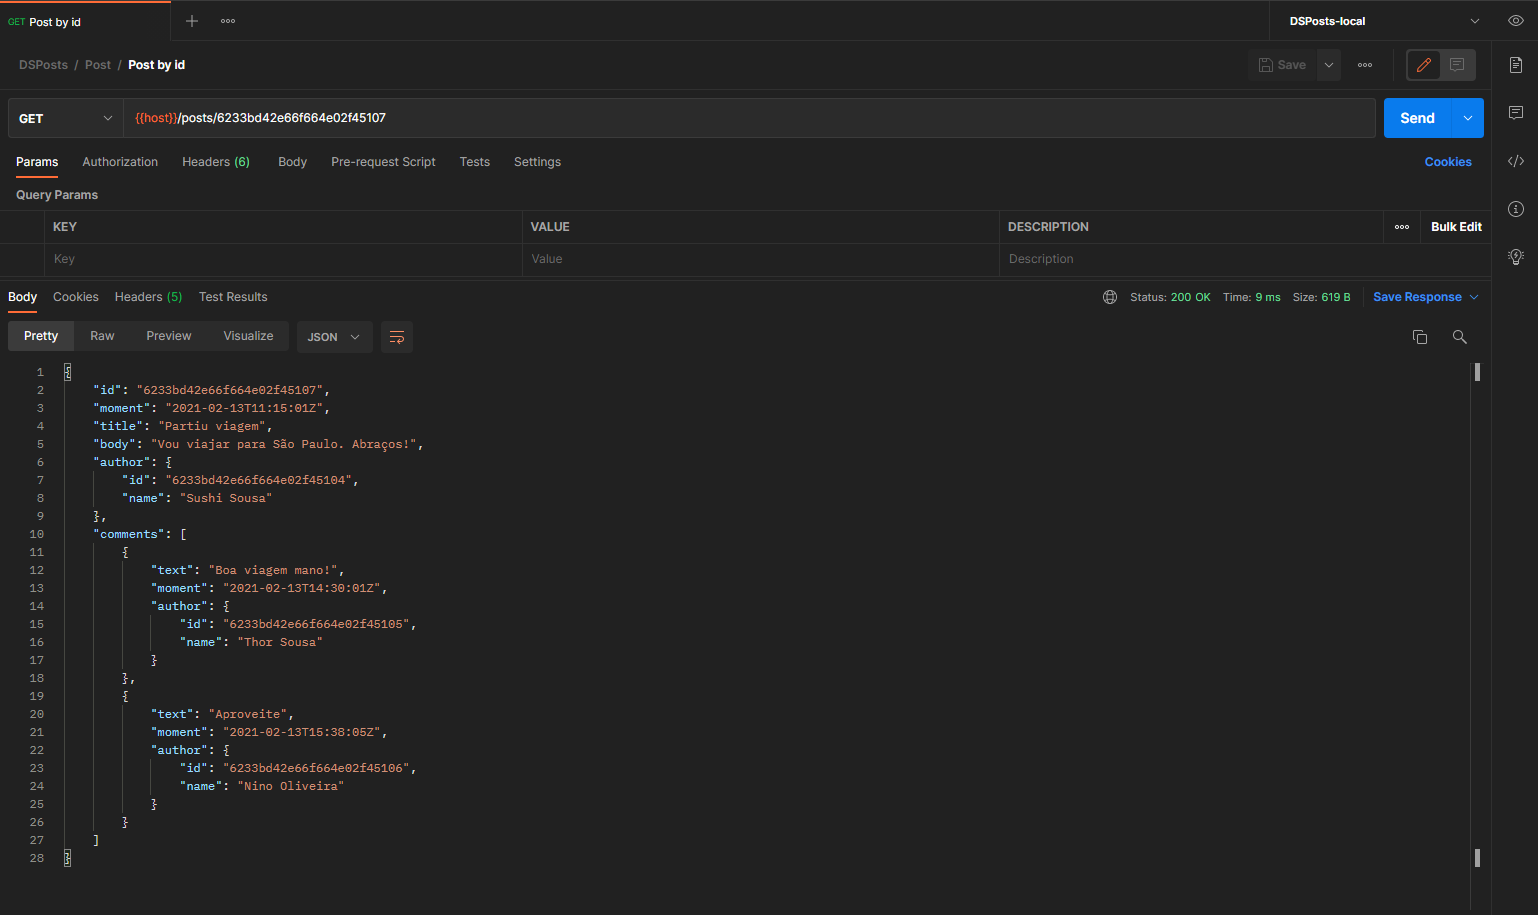 GET Post by id
DSPosts-local
DSPosts / Post / Post by id
Save
GET {{host}}/posts/6233bd42e66f664e02f45107 Send
Params Authorization Headers (6) Body Pre-request Script Tests Settings Cookies
Query Params
KEY VALUE DESCRIPTION Bulk Edit
Key Value Description
Body Cookies Headers (5) Test Results Status: 200 OK Time: 9 ms Size: 619 B Save Response
Pretty Raw Preview Visualize JSON
1 {
2 "id": "6233bd42e66f664e02f45107",
3 "moment": "2021-02-13T11:15:01Z",
4 "title": "Partiu viagem",
5 "body": "Vou viajar para São Paulo. Abraços!",
6 "author": {
7 "id": "6233bd42e66f664e02f45104",
8 "name": "Sushi Sousa"
9 },
10 "comments": [
11 {
12 "text": "Boa viagem mano!",
13 "moment": "2021-02-13T14:30:01Z",
14 "author": {
15 "id": "6233bd42e66f664e02f45105",
16 "name": "Thor Sousa"
17 }
18 },
19 {
20 "text": "Aproveite",
21 "moment": "2021-02-13T15:38:05Z",
22 "author": {
23 "id": "6233bd42e66f664e02f45106",
24 "name": "Nino Oliveira"
25 }
26 }
27 ]
28 }